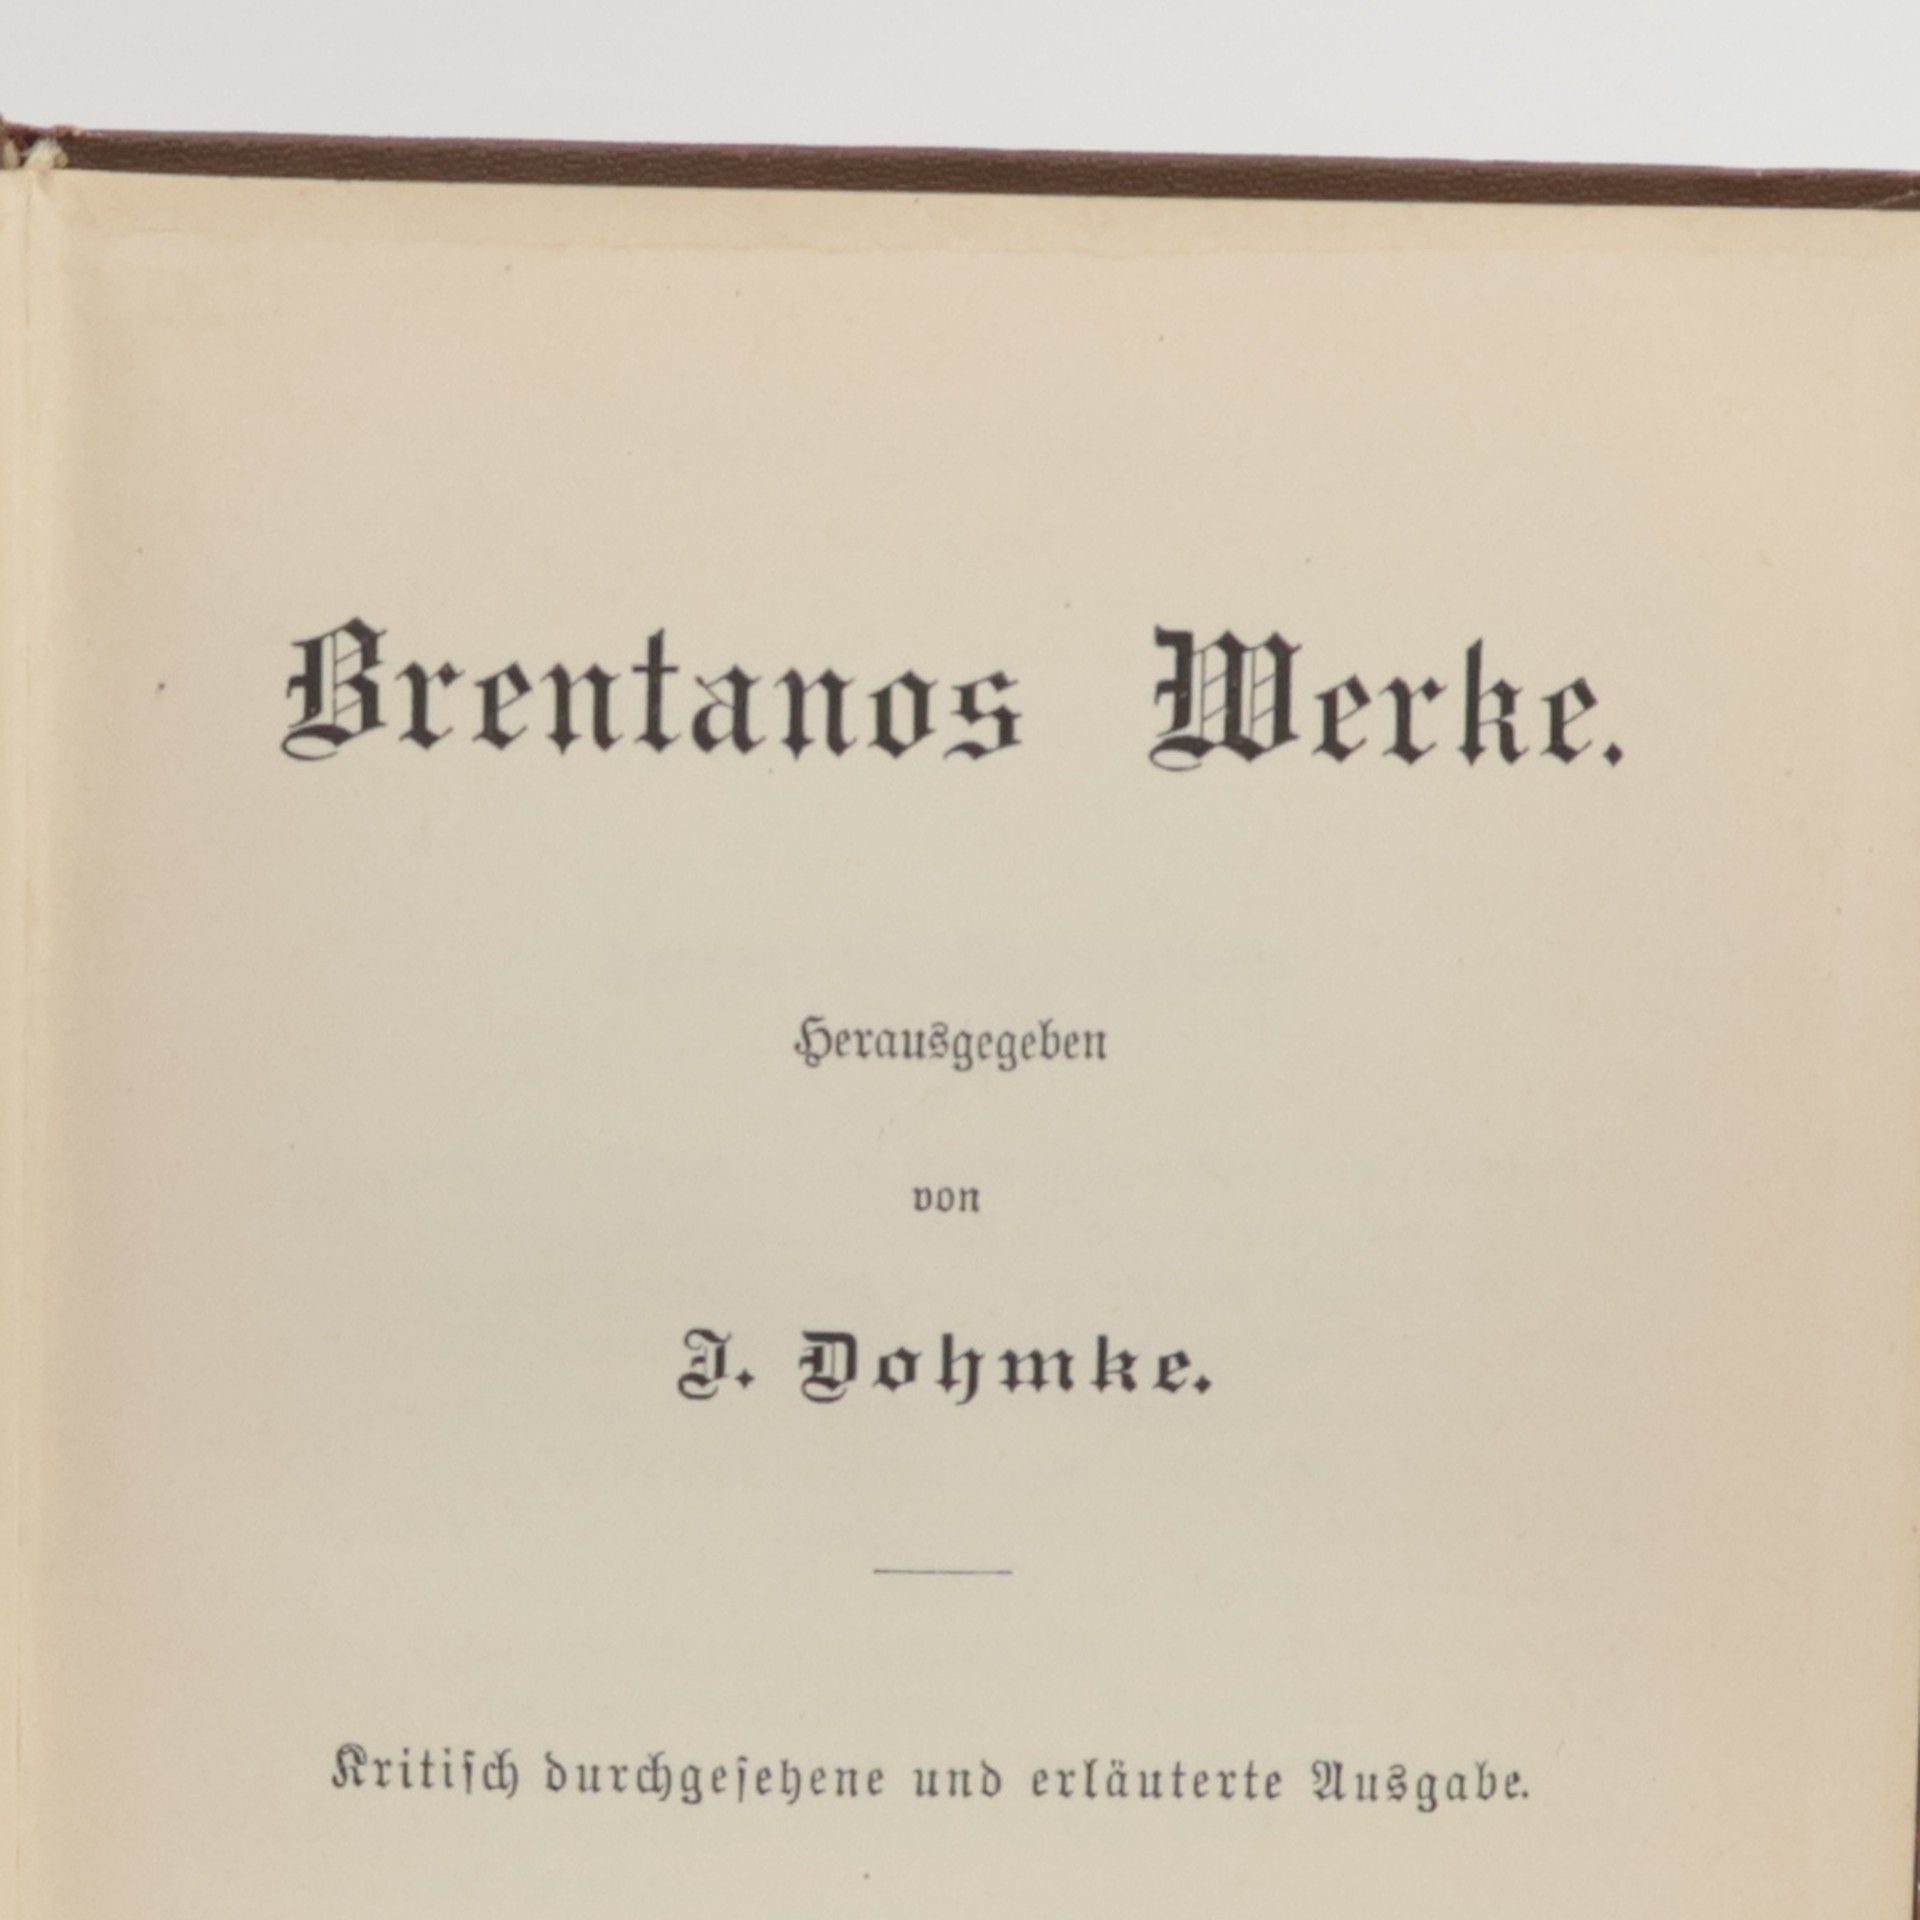 Brentanos Werke.
Herausgegeben
von
J. Dohmke.
Kritiſch durchgeſehene und erläuterte Ausgabe.